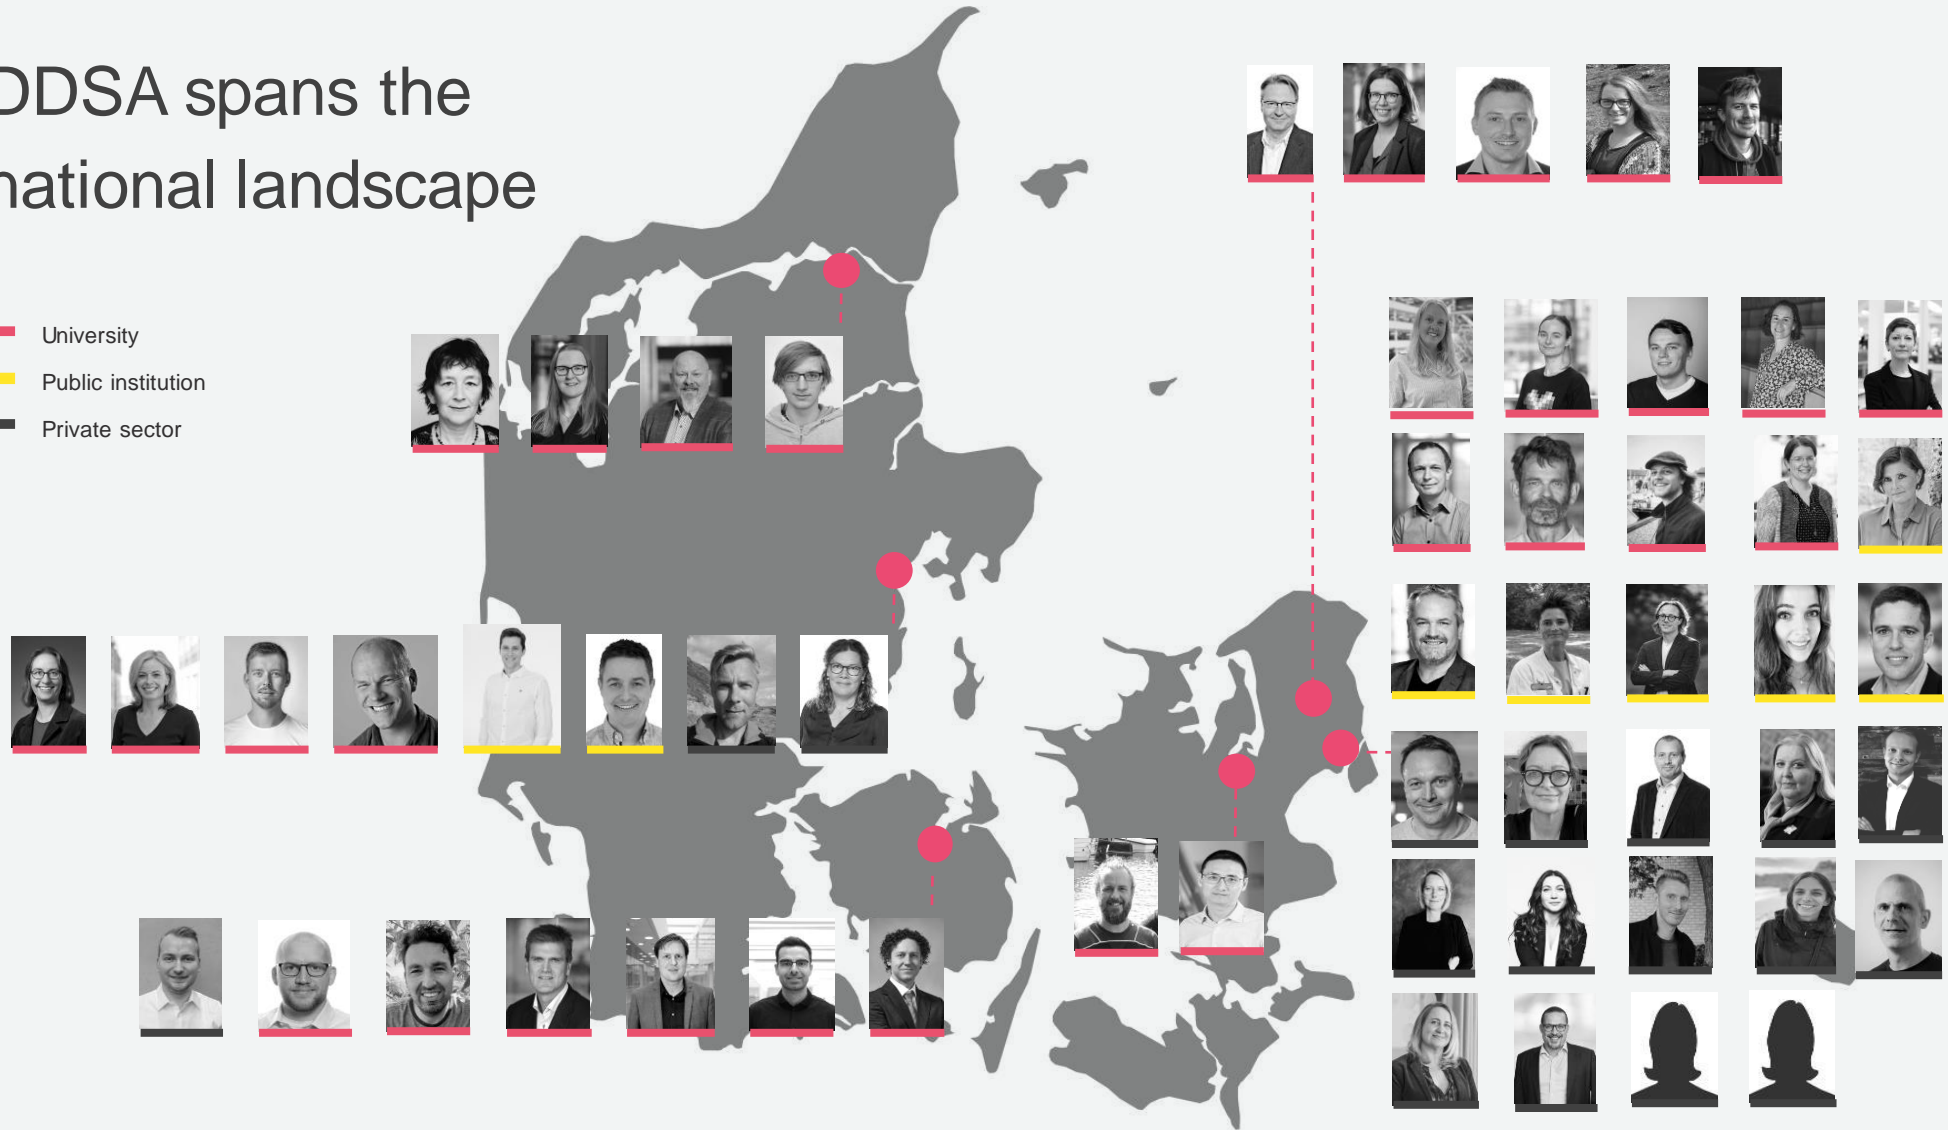 DDSA spans the
national landscape
University
Public institution
Private sector